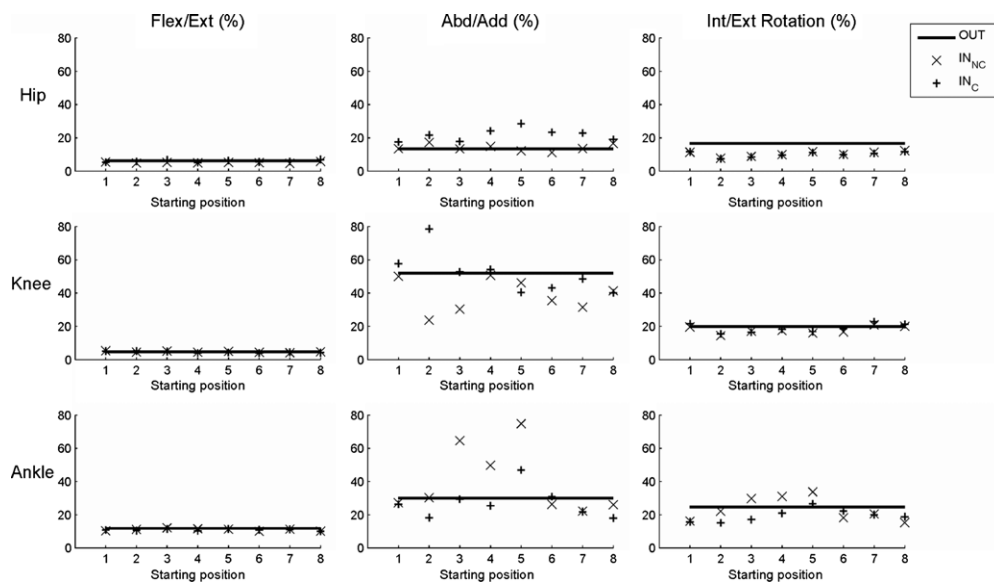 Flex/Ext (%) Abd/Add (%) Int/Ext Rotation (%)
OUT
IN_NC
IN_C
Hip
80 80 80
60 60 60
40 40 40
20 20 20
0 0 0
1 2 3 4 5 6 7 8 1 2 3 4 5 6 7 8 1 2 3 4 5 6 7 8
Starting position Starting position Starting position
Knee
80 80 80
60 60 60
40 40 40
20 20 20
0 0 0
1 2 3 4 5 6 7 8 1 2 3 4 5 6 7 8 1 2 3 4 5 6 7 8
Starting position Starting position Starting position
Ankle
80 80 80
60 60 60
40 40 40
20 20 20
0 0 0
1 2 3 4 5 6 7 8 1 2 3 4 5 6 7 8 1 2 3 4 5 6 7 8
Starting position Starting position Starting position